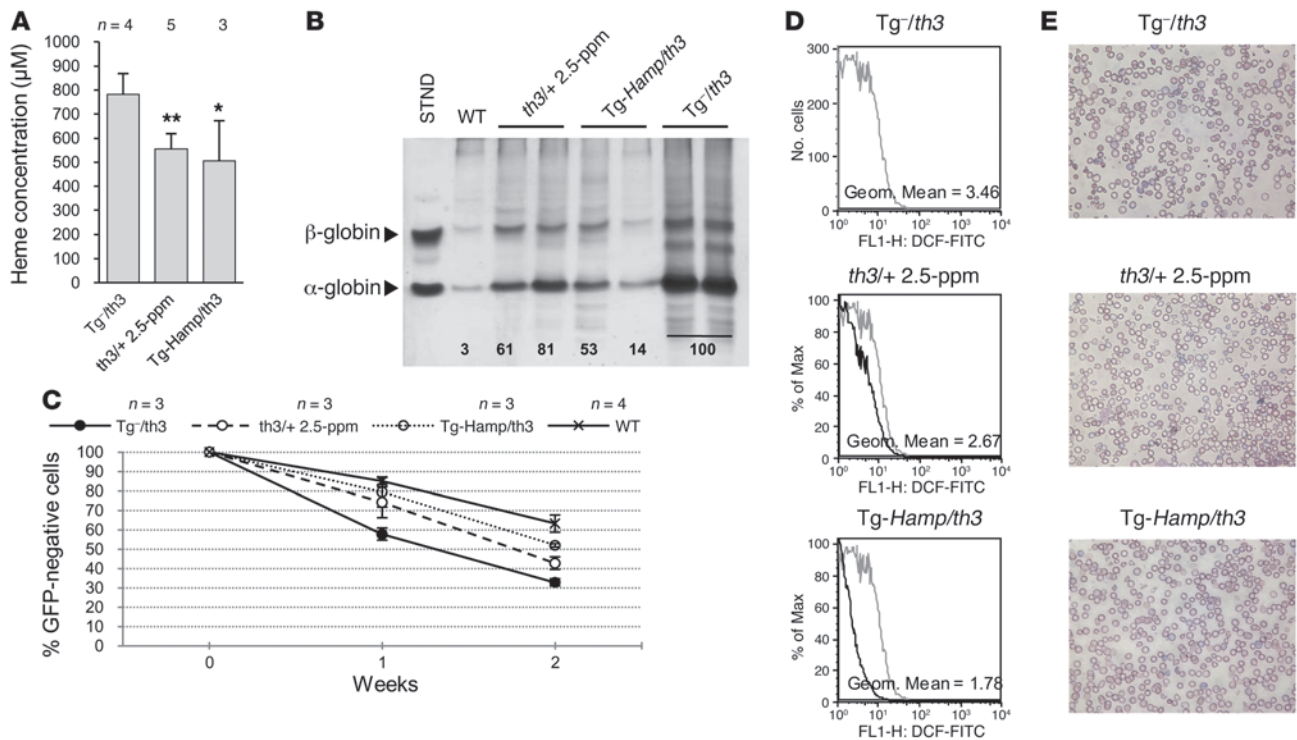 A
n = 4 5 3
Heme concentration (µM)
1000
900
800
700
600
500
400
300
200
100
0
** *
Tg⁻/th3
th3/+ 2.5-ppm
Tg-Hamp/th3
B
STND
WT
th3/+ 2.5-ppm
Tg-Hamp/th3
Tg⁻/th3
β-globin
α-globin
3 61 81 53 14 100
C
n = 3 n = 3 n = 3 n = 4
Tg⁻/th3 th3/+ 2.5-ppm Tg-Hamp/th3 WT
% GFP-negative cells
100
90
80
70
60
50
40
30
20
10
0
0 1 2
Weeks
D
Tg⁻/th3
No. cells
300
200
100
0
Geom. Mean = 3.46
10⁰ 10¹ 10² 10³ 10⁴
FL1-H: DCF-FITC
th3/+ 2.5-ppm
% of Max
100
80
60
40
20
0
Geom. Mean = 2.67
10⁰ 10¹ 10² 10³ 10⁴
FL1-H: DCF-FITC
Tg-Hamp/th3
% of Max
100
80
60
40
20
0
Geom. Mean = 1.78
10⁰ 10¹ 10² 10³ 10⁴
FL1-H: DCF-FITC
E
Tg⁻/th3
th3/+ 2.5-ppm
Tg-Hamp/th3